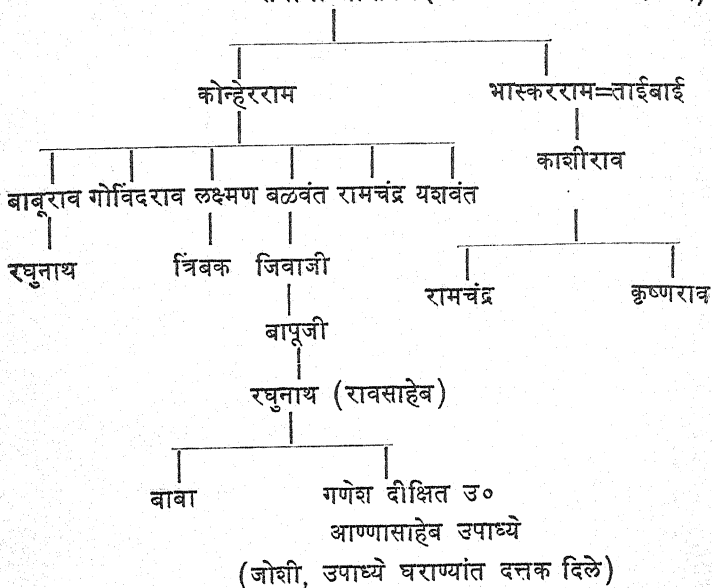 कोन्हेरराम भास्करराम=ताईबाई
काशीराव
बाबूराव गोविंदराव लक्ष्मण बळवंत रामचंद्र यशवंत
रघुनाथ त्रिंबक जिवाजी
रामचंद्र कृष्णराव
बापूजी
रघुनाथ (रावसाहेब)
बाबा गणेश दीक्षित उ०
आण्णासाहेब उपाध्ये
(जोशी, उपाध्ये घराण्यांत दत्तक दिले)